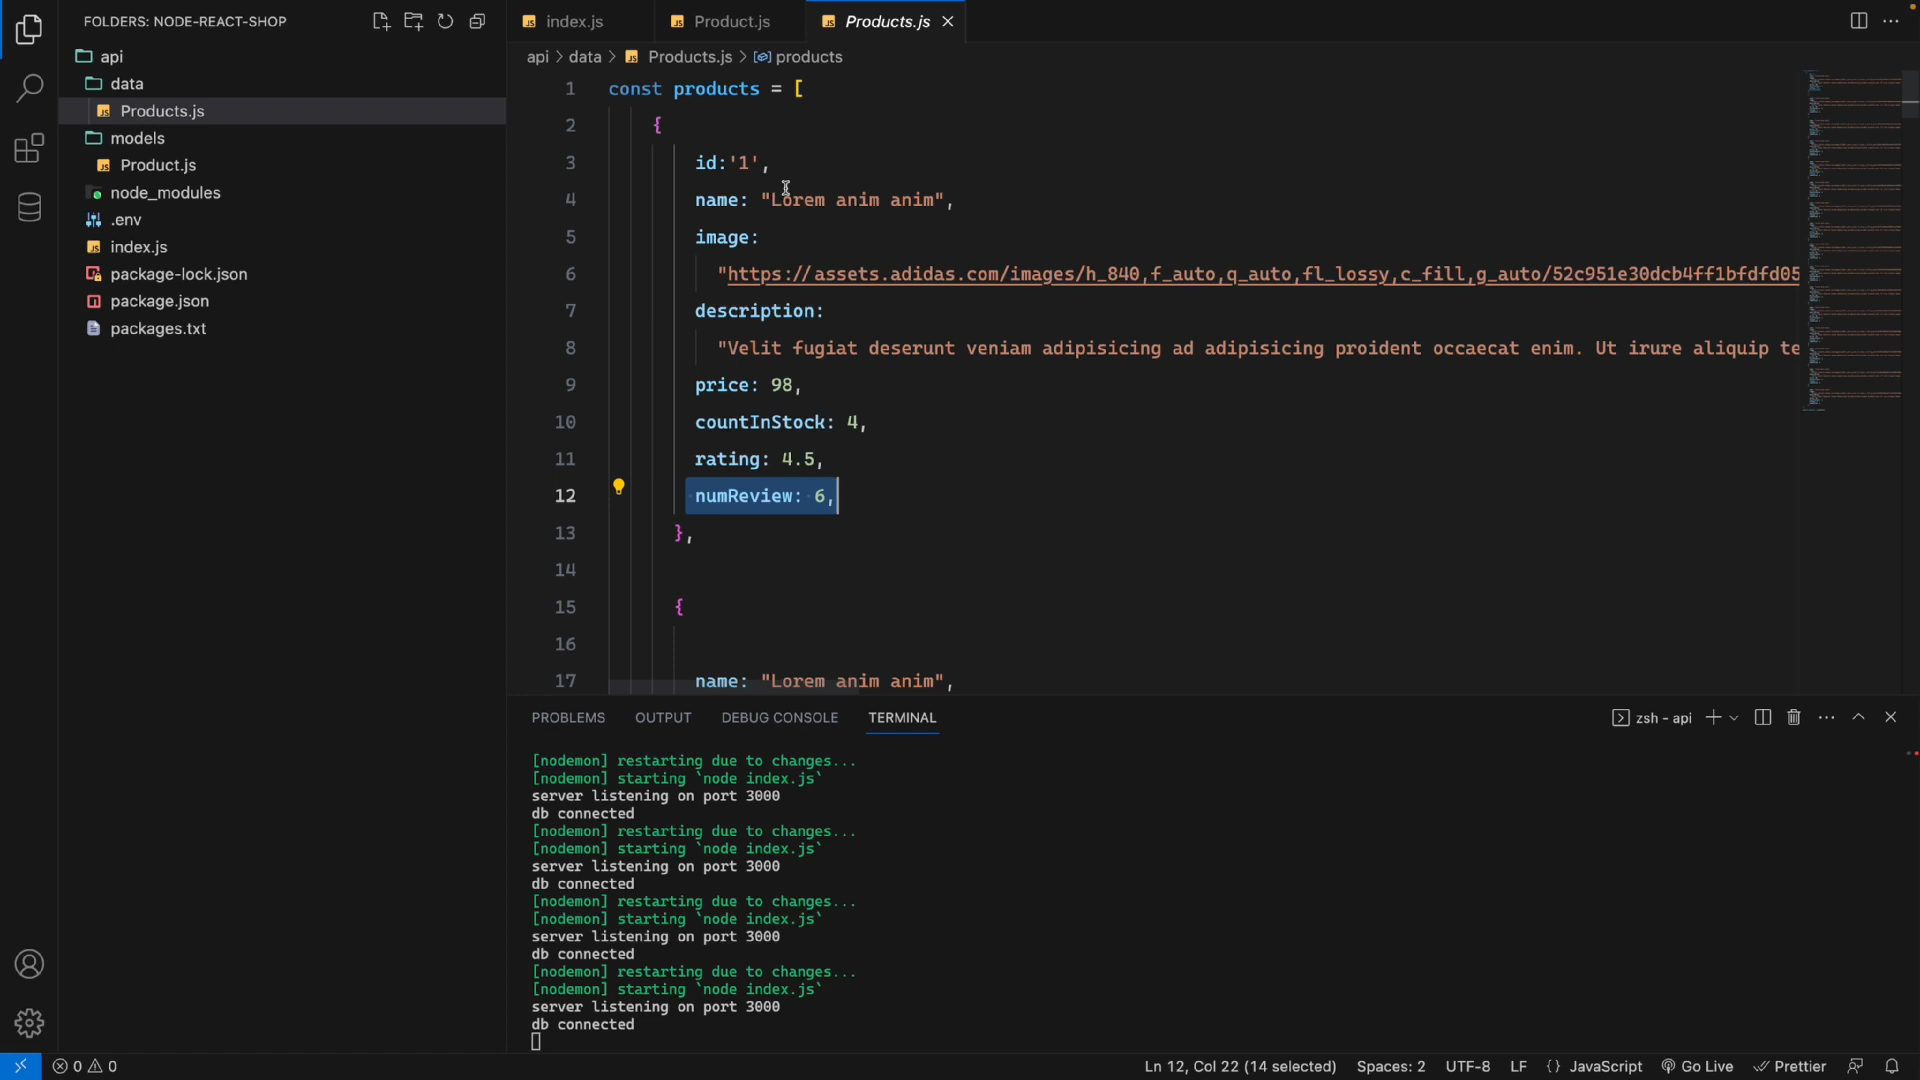 FOLDERS: NODE-REACT-SHOP
api
data
Products.js
models
Product.js
node_modules
.env
index.js
package-lock.json
package.json
packages.txt
index.js
Product.js
Products.js
api > data > Products.js > products
1 const products = [
2 {
3 id:'1',
4 name: "Lorem anim anim",
5 image:
6 "https://assets.adidas.com/images/h_840,f_auto,q_auto,fl_lossy,c_fill,g_auto/52c951e30dcb4ff1bfdfd05
7 description:
8 "Velit fugiat deserunt veniam adipisicing ad adipisicing proident occaecat enim. Ut irure aliquip te
9 price: 98,
10 countInStock: 4,
11 rating: 4.5,
12 numReview: 6,
13 },
14
15 {
16
17 name: "Lorem anim anim",
PROBLEMS OUTPUT DEBUG CONSOLE TERMINAL
zsh - api
[nodemon] restarting due to changes...
[nodemon] starting `node index.js`
server listening on port 3000
db connected
[nodemon] restarting due to changes...
[nodemon] starting `node index.js`
server listening on port 3000
db connected
[nodemon] restarting due to changes...
[nodemon] starting `node index.js`
server listening on port 3000
db connected
[nodemon] restarting due to changes...
[nodemon] starting `node index.js`
server listening on port 3000
db connected
0 0 Ln 12, Col 22 (14 selected) Spaces: 2 UTF-8 LF {} JavaScript Go Live Prettier